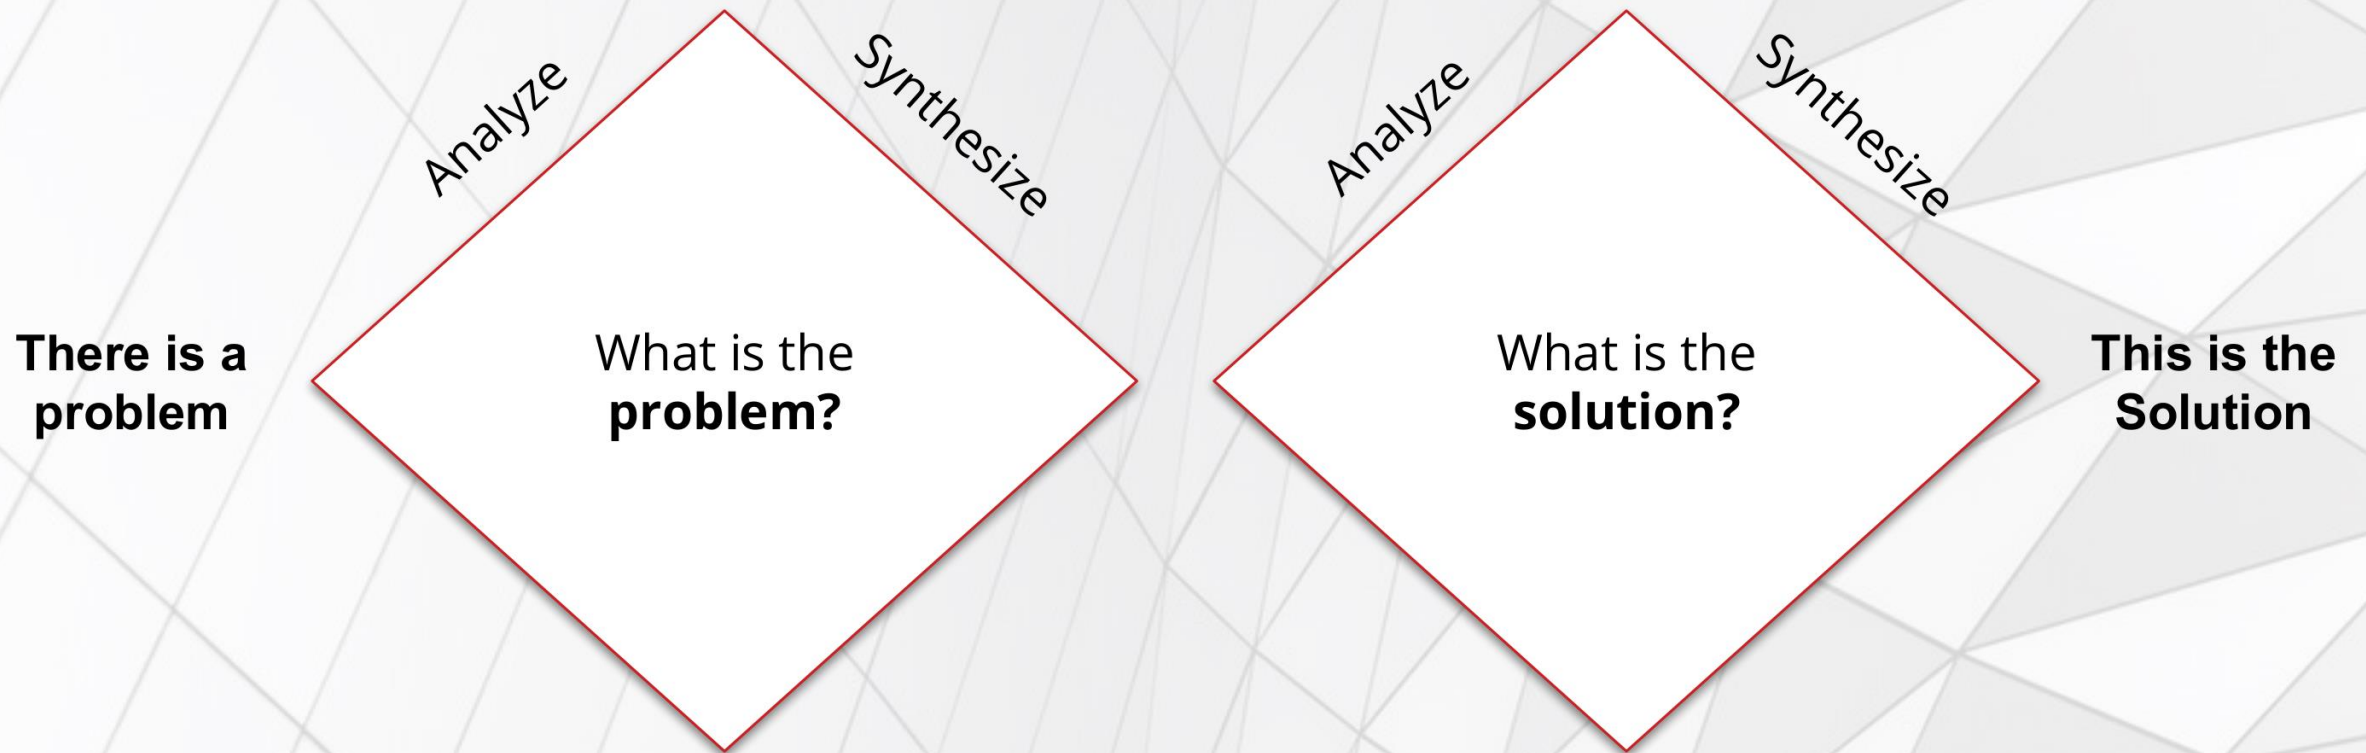 There is a
problem
Analyze
Synthesize
What is the
problem?
Analyze
Synthesize
What is the
solution?
This is the
Solution